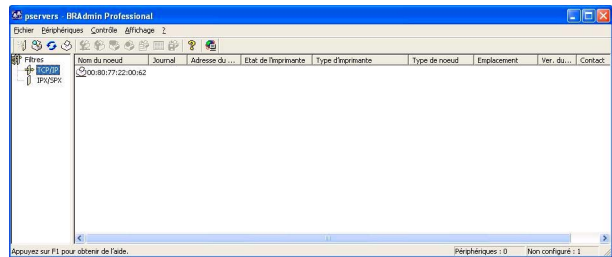 pservers - BRAdmin Professional
Fichier Périphériques Contrôle Affichage ?
Filtres
TCP/IP
IPX/SPX
Nom du noeud Journal Adresse du ... Etat de l'imprimante Type d'imprimante Type de noeud Emplacement Ver. du... Contact
00:80:77:22:00:62
Appuyez sur F1 pour obtenir de l'aide. Périphériques : 0 Non configuré : 1